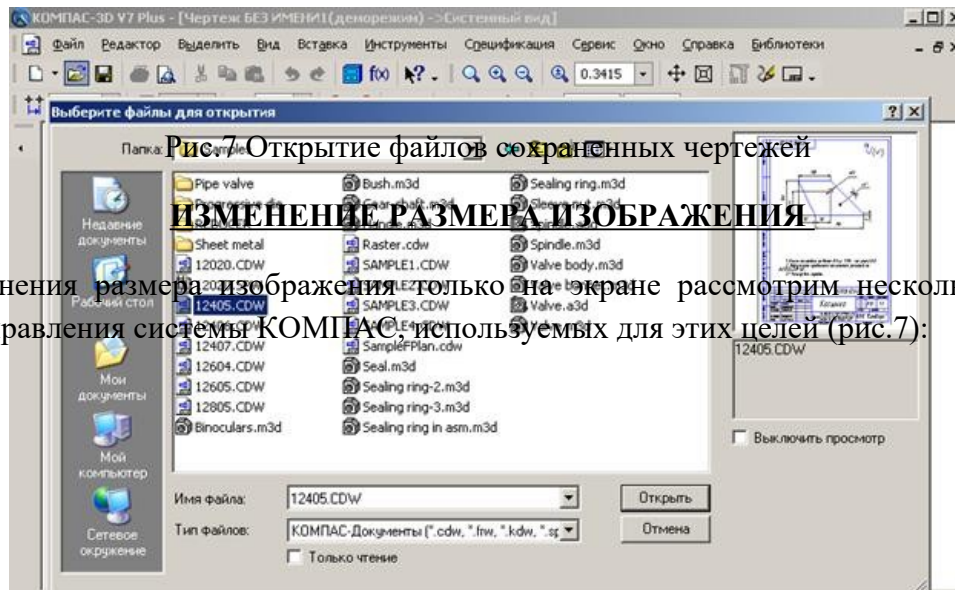 КОМПАС-3D V7 Plus - [Чертеж БЕЗ ИМЕНИ1(деморежим) ->Системный вид]
Файл Редактор Выделить Вид Вставка Инструменты Спецификация Сервис Окно Справка Библиотеки
0.3415
Выберите файлы для открытия
Папка:
Рис.7 Открытие файлов сохраненных чертежей
Pipe valve Bush.m3d Sealing ring.m3d
ИЗМЕНЕНИЕ РАЗМЕРА ИЗОБРАЖЕНИЯ
Sheet metal Raster.cdw Spindle.m3d
12020.CDW SAMPLE1.CDW Valve body.m3d
нения размера изображения только на экране рассмотрим нескольк
12405.CDW SAMPLE3.CDW Valve.a3d
равления системы КОМПАС, используемых для этих целей (рис.7):
12407.CDW SampleFPlan.cdw
12604.CDW Seal.m3d
12605.CDW Sealing ring-2.m3d
12805.CDW Sealing ring-3.m3d
Binoculars.m3d Sealing ring in asm.m3d
Недавние документы
Рабочий стол
Мои документы
Мой компьютер
Сетевое окружение
12405.CDW
Выключить просмотр
Имя файла: 12405.CDW Открыть
Тип файлов: КОМПАС-Документы (*.cdw, *.frw, *.kdw, *.sp Отмена
Только чтение